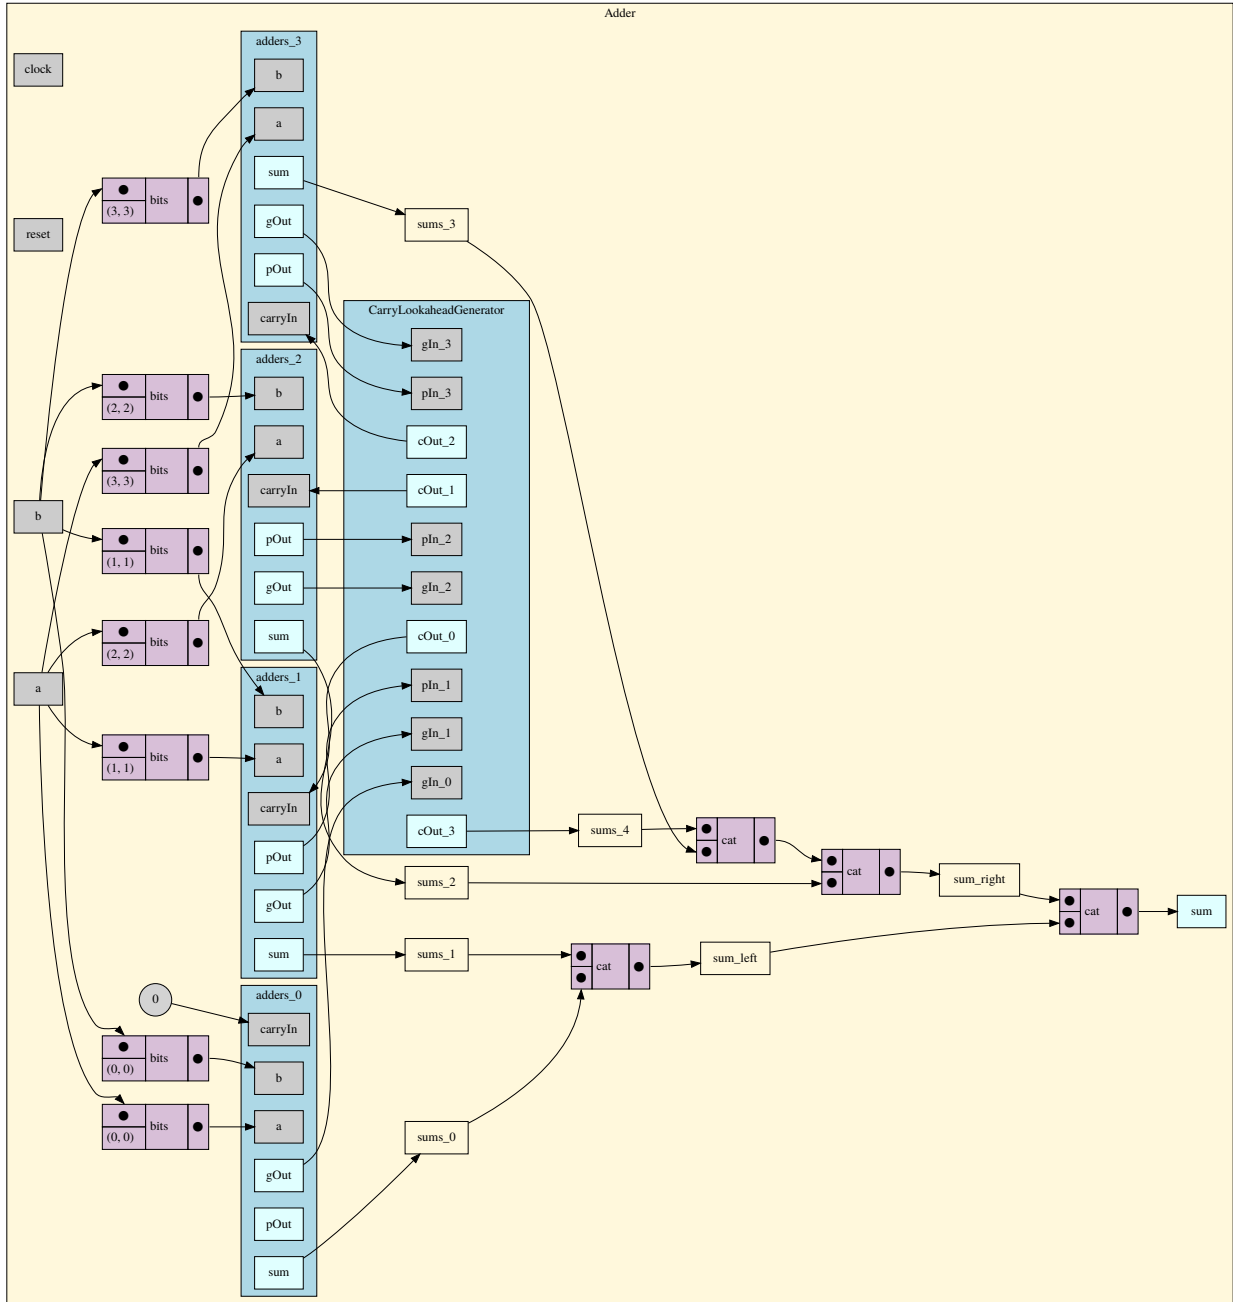 Adder
clock
reset
b
a
bits
(3, 3)
bits
(2, 2)
bits
(3, 3)
bits
(1, 1)
bits
(2, 2)
bits
(1, 1)
0
bits
(0, 0)
bits
(0, 0)
adders_3
b
a
sum
gOut
pOut
carryIn
adders_2
b
a
carryIn
pOut
gOut
sum
adders_1
b
a
carryIn
pOut
gOut
sum
adders_0
carryIn
b
a
gOut
pOut
sum
sums_3
CarryLookaheadGenerator
gIn_3
pIn_3
cOut_2
cOut_1
pIn_2
gIn_2
cOut_0
pIn_1
gIn_1
gIn_0
cOut_3
sums_2
sums_1
sums_0
sums_4
cat
sum_left
cat
cat
sum_right
cat
sum